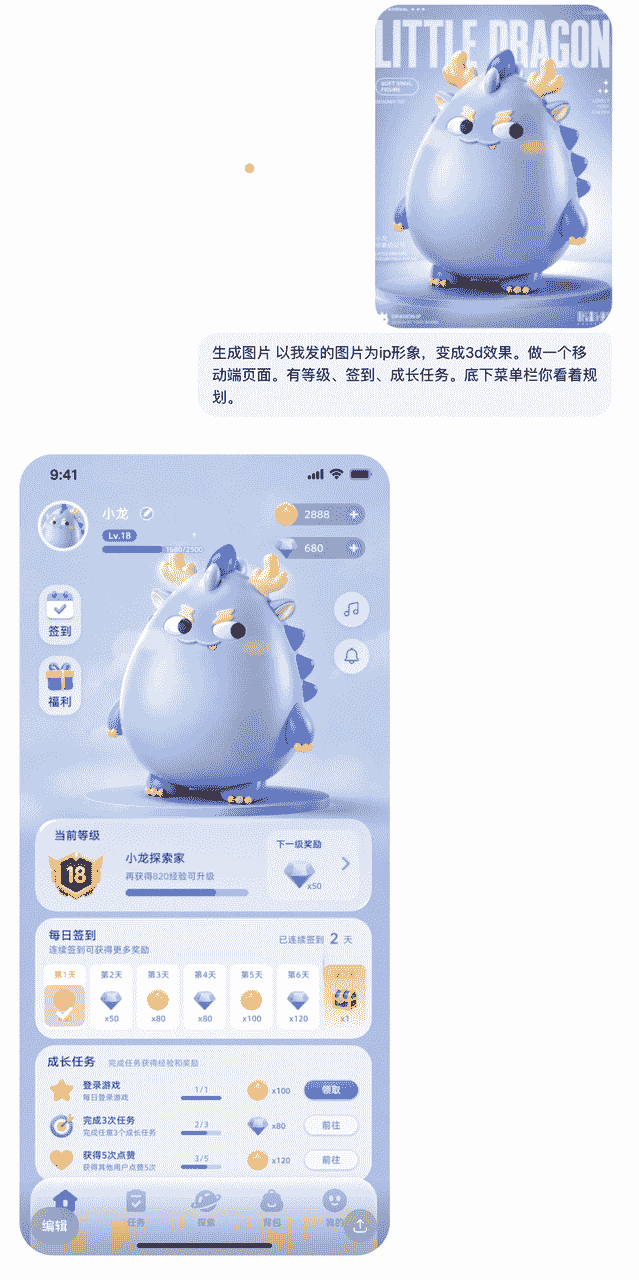 LITTLE DRAGON
SOFT VINYL
FIGURE
生成图片 以我发的图片为ip形象，变成3d效果。做一个移
动端页面。有等级、签到、成长任务。底下菜单栏你看着规
划。
9:41
小龙
2888
Lv.18
1680/2500
680
签到
福利
当前等级
下一级奖励
18
小龙探索家
再获得820经验可升级
x50
每日签到
已连续签到 2 天
连续签到可获得更多奖励
第1天 第2天 第3天 第4天 第5天 第6天
x50 x80 x80 x100 x120 x1
成长任务 完成任务获得经验和奖励
登录游戏
每日登录游戏
1/1
x100
领取
完成3次任务
完成任意3个成长任务
2/3
x80
前往
获得5次点赞
获得其他用户点赞5次
3/5
x120
前往
任务 探索 背包 我的
编辑